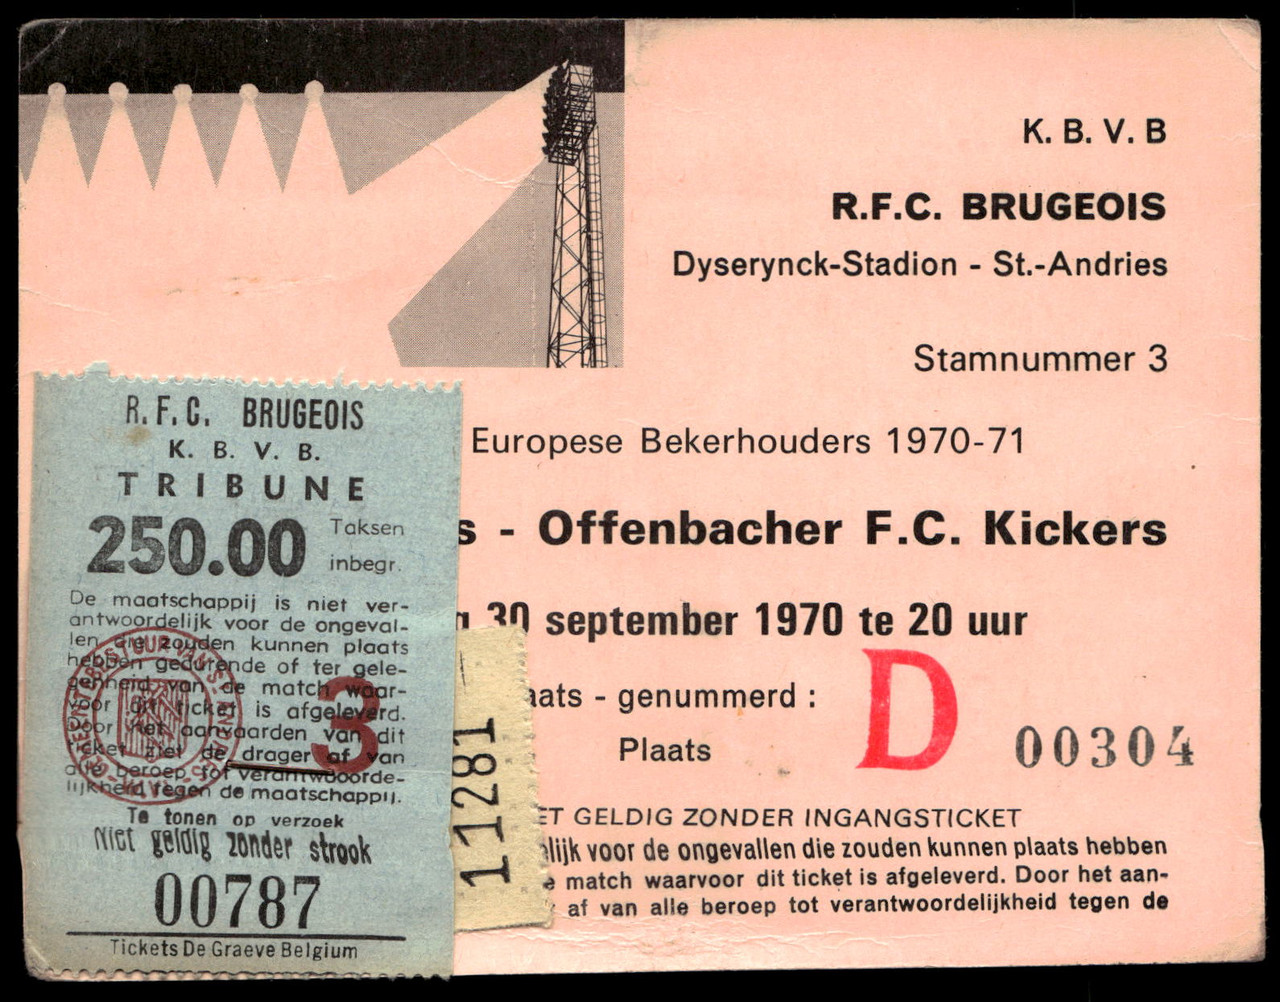 K. B. V. B
R.F.C. BRUGEOIS
Dyserynck-Stadion - St.-Andries
Stamnummer 3
Europese Bekerhouders 1970-71
s - Offenbacher F.C. Kickers
30 september 1970 te 20 uur
aats - genummerd :
D
Plaats
00304
ET GELDIG ZONDER INGANGSTICKET
lijk voor de ongevallen die zouden kunnen plaats hebben
e match waarvoor dit ticket is afgeleverd. Door het aan-
af van alle beroep tot verantwoordelijkheid tegen de
R.F.C. BRUGEOIS
K. B. V. B.
TRIBUNE
250.00 Taksen
inbegr.
De maatschappij is niet ver-
antwoordelijk voor de ongeval-
len die zouden kunnen plaats
hebben gedurende of ter gele-
genheid van de match waar-
voor dit ticket is afgeleverd.
Door het aanvaarden van dit
ticket ziet de drager af van
alle beroep tot verantwoorde-
lijkheid tegen de maatschappij.
3
Te tonen op verzoek
Niet geldig zonder strook
00787
Tickets De Graeve Belgium
11281